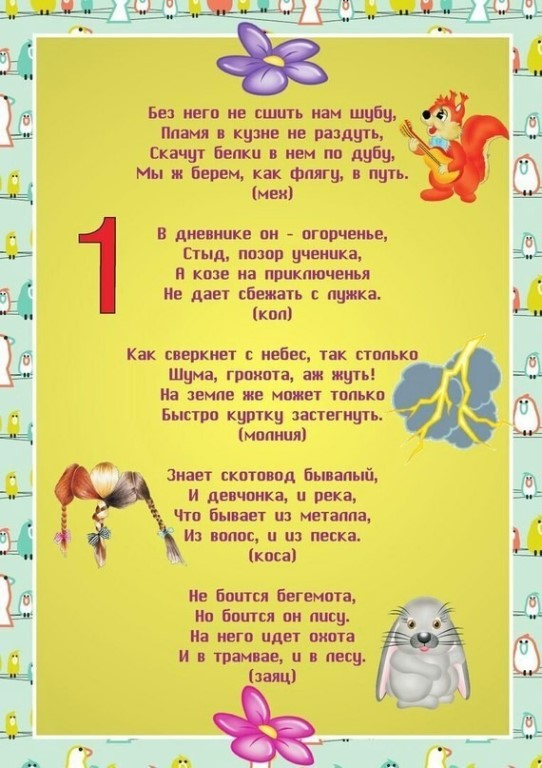 Без него не сшить нам шубу,
Пламя в кузне не раздуть,
Скачут белки в нем по дубу,
Мы ж берем, как флягу, в путь.
(мех)
1
В дневнике он - огорченье,
Стыд, позор ученика,
А козе на приключенья
Не дает сбежать с лужка.
(кол)
Как сверкнет с небес, так столько
Шума, грохота, аж жуть!
На земле же может только
Быстро куртку застегнуть.
(молния)
Знает скотовод бывалый,
И девчонка, и река,
Что бывает из металла,
Из волос, и из песка.
(коса)
Не боится бегемота,
Но боится он лису.
На него идет охота
И в трамвае, и в лесу.
(заяц)